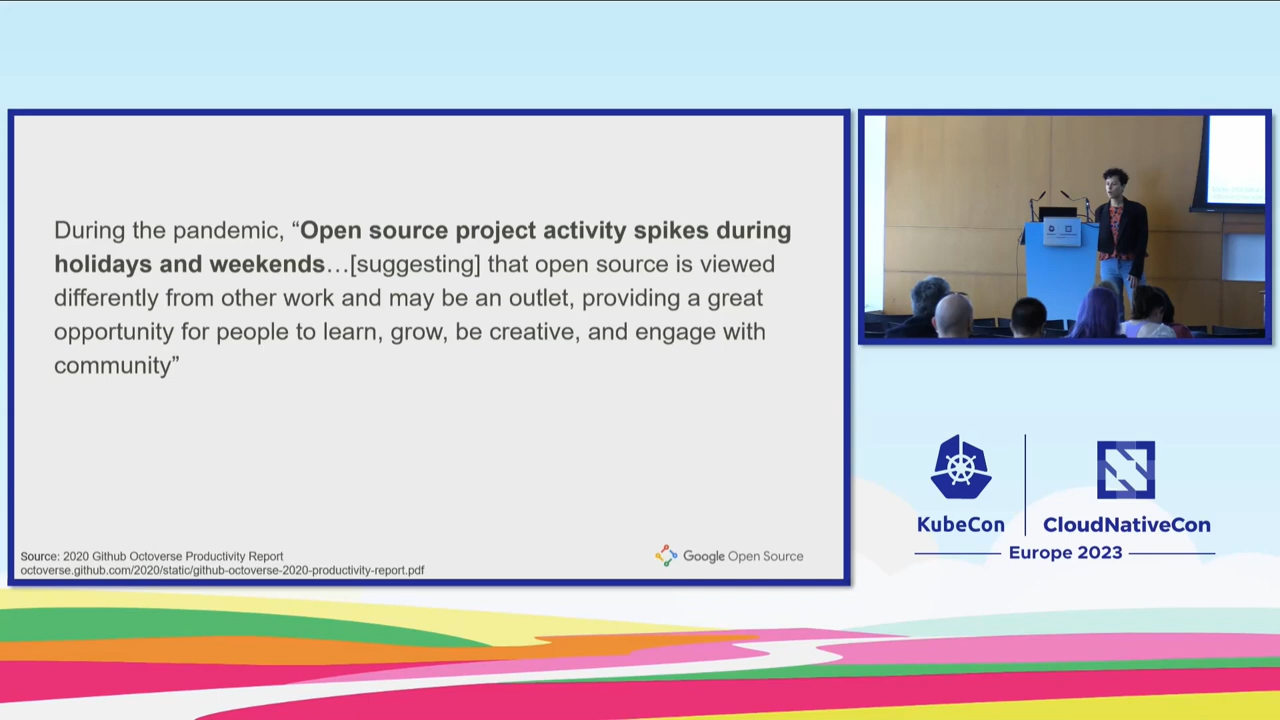 During the pandemic, “Open source project activity spikes during
holidays and weekends…[suggesting] that open source is viewed
differently from other work and may be an outlet, providing a great
opportunity for people to learn, grow, be creative, and engage with
community”
Source: 2020 Github Octoverse Productivity Report
octoverse.github.com/2020/static/github-octoverse-2020-productivity-report.pdf
Google Open Source
KubeCon
CloudNativeCon
Europe 2023